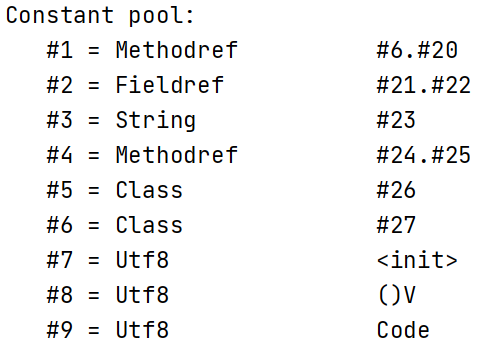 Constant pool:
#1 = Methodref #6.#20
#2 = Fieldref #21.#22
#3 = String #23
#4 = Methodref #24.#25
#5 = Class #26
#6 = Class #27
#7 = Utf8 <init>
#8 = Utf8 ()V
#9 = Utf8 Code